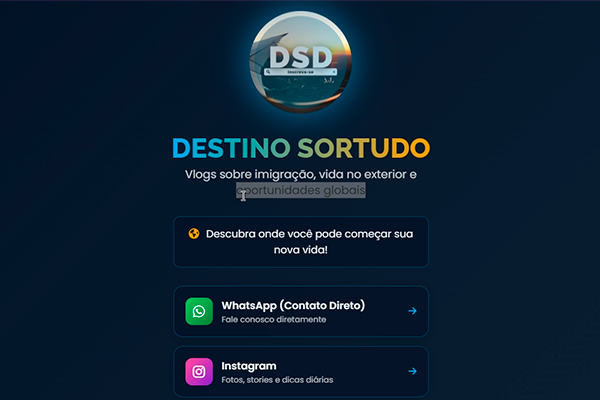 DSD
Inscreva-se
DESTINO SORTUDO
Vlogs sobre imigração, vida no exterior e
oportunidades globais
Descubra onde você pode começar sua
nova vida!
WhatsApp (Contato Direto)
Fale conosco diretamente
Instagram
Fotos, stories e dicas diárias